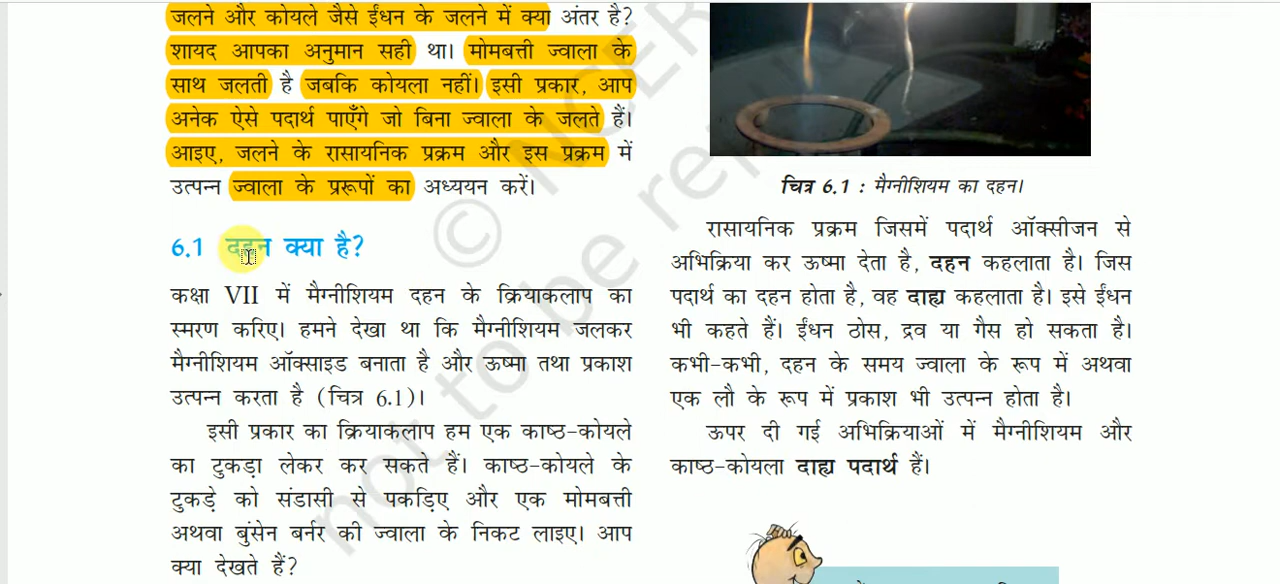 जलने और कोयले जैसे ईंधन के जलने में क्या अंतर है?
शायद आपका अनुमान सही था। मोमबत्ती ज्वाला के
साथ जलती है जबकि कोयला नहीं। इसी प्रकार, आप
अनेक ऐसे पदार्थ पाएँगे जो बिना ज्वाला के जलते हैं।
आइए, जलने के रासायनिक प्रक्रम और इस प्रक्रम में
उत्पन्न ज्वाला के प्ररूपों का अध्ययन करें।
6.1 दहन क्या है?
कक्षा VII में मैग्नीशियम दहन के क्रियाकलाप का
स्मरण करिए। हमने देखा था कि मैग्नीशियम जलकर
मैग्नीशियम ऑक्साइड बनाता है और ऊष्मा तथा प्रकाश
उत्पन्न करता है (चित्र 6.1)।
इसी प्रकार का क्रियाकलाप हम एक काष्ठ-कोयले
का टुकड़ा लेकर कर सकते हैं। काष्ठ-कोयले के
टुकड़े को संडासी से पकड़िए और एक मोमबत्ती
अथवा बुंसेन बर्नर की ज्वाला के निकट लाइए। आप
क्या देखते हैं?
चित्र 6.1 : मैग्नीशियम का दहन।
रासायनिक प्रक्रम जिसमें पदार्थ ऑक्सीजन से
अभिक्रिया कर ऊष्मा देता है, दहन कहलाता है। जिस
पदार्थ का दहन होता है, वह दाह्य कहलाता है। इसे ईंधन
भी कहते हैं। ईंधन ठोस, द्रव या गैस हो सकता है।
कभी-कभी, दहन के समय ज्वाला के रूप में अथवा
एक लौ के रूप में प्रकाश भी उत्पन्न होता है।
ऊपर दी गई अभिक्रियाओं में मैग्नीशियम और
काष्ठ-कोयला दाह्य पदार्थ हैं।
© NCER
not to be re